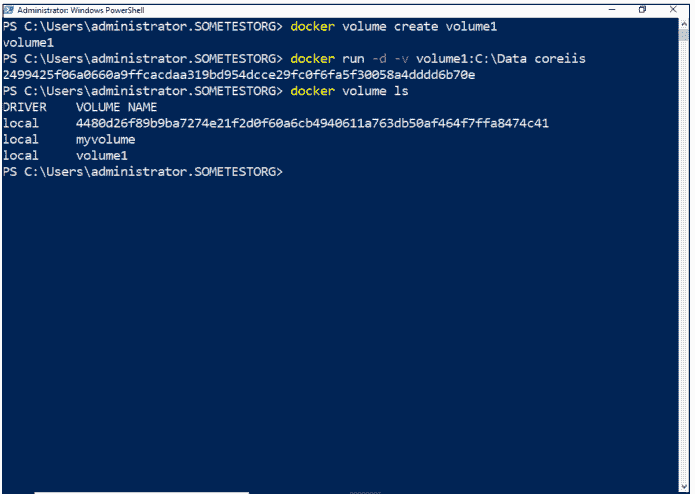 Administrator: Windows PowerShell
PS C:\Users\administrator.SOMETESTORG> docker volume create volume1
volume1
PS C:\Users\administrator.SOMETESTORG> docker run -d -v volume1:C:\Data coreiis
2499425f06a0660a9ffcacdaa319bd954dcce29fc0f6fa5f30058a4dddd6b70e
PS C:\Users\administrator.SOMETESTORG> docker volume ls
DRIVER VOLUME NAME
local 4480d26f89b9ba7274e21f2d0f60a6cb4940611a763db50af464f7ffa8474c41
local myvolume
local volume1
PS C:\Users\administrator.SOMETESTORG>